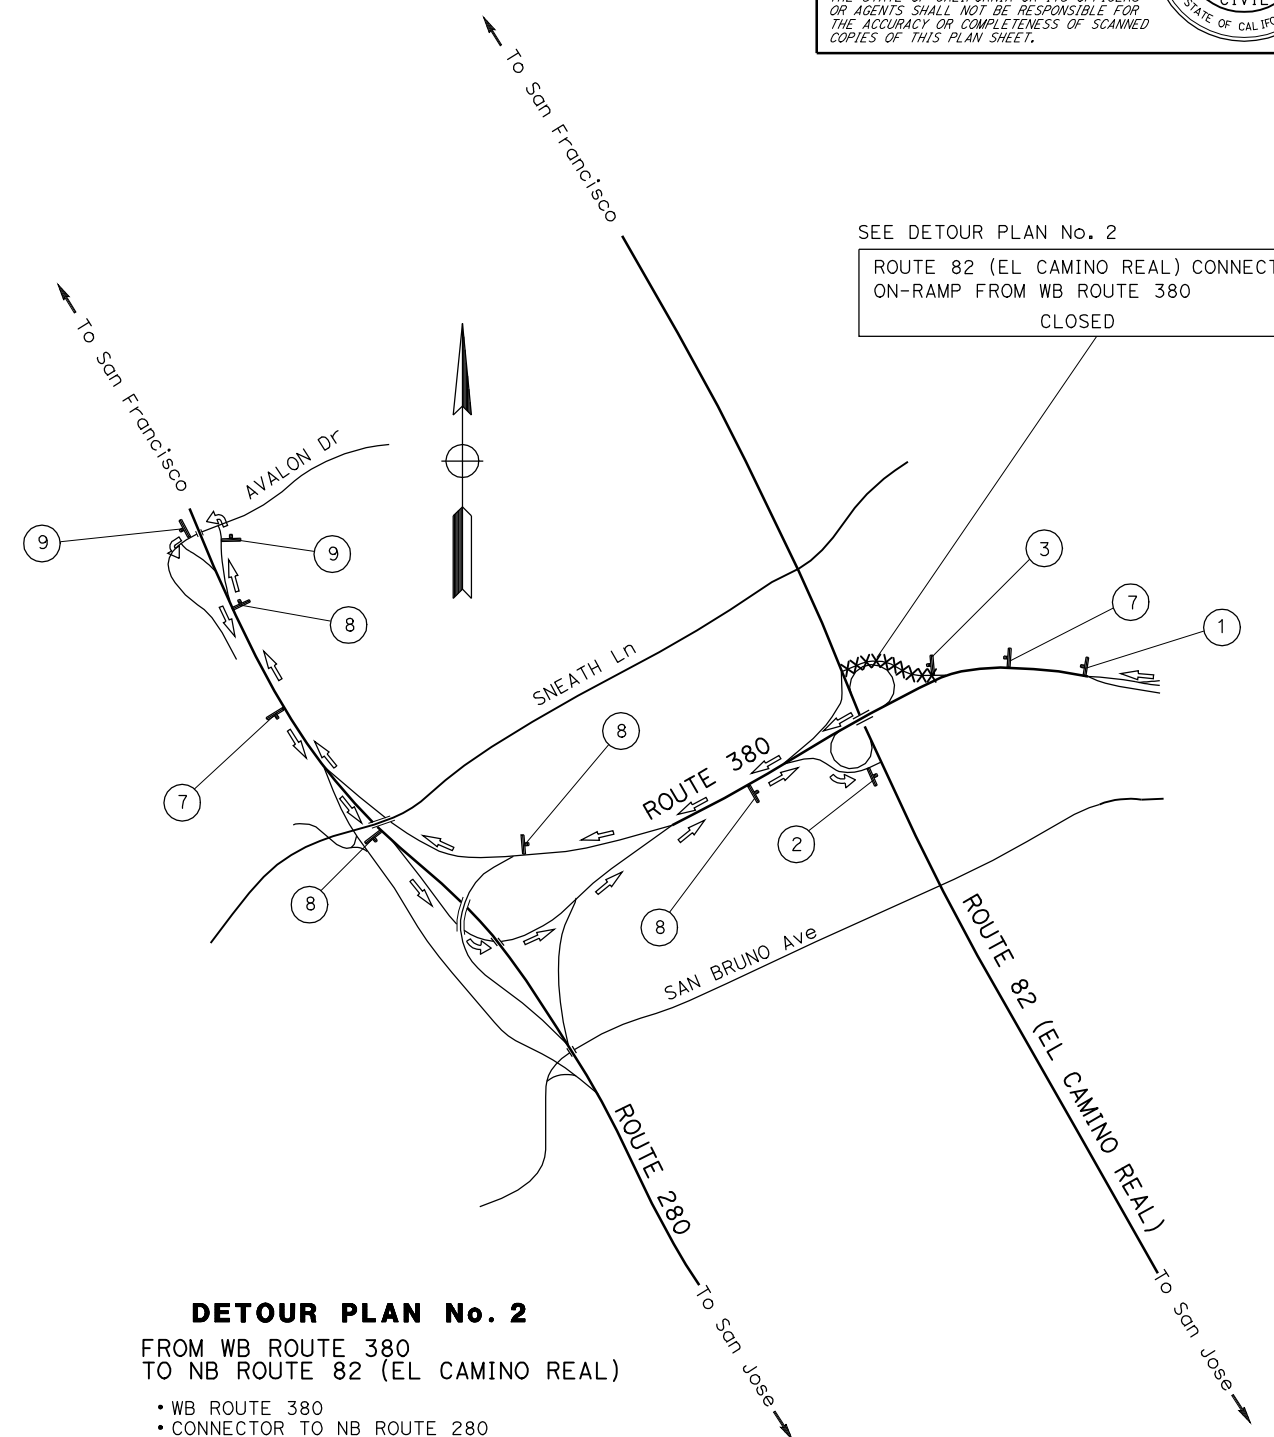 OR AGENTS SHALL NOT BE RESPONSIBLE FOR
THE ACCURACY OR COMPLETENESS OF SCANNED
COPIES OF THIS PLAN SHEET.
CIVIL
STATE OF CALIFO
To San Francisco
SEE DETOUR PLAN No. 2
ROUTE 82 (EL CAMINO REAL) CONNECT
ON-RAMP FROM WB ROUTE 380
CLOSED
To San Francisco
AVALON Dr
9
9
8
3
7
1
SNEATH Ln
8
7
ROUTE 380
2
8
8
SAN BRUNO Ave
ROUTE 82 (EL CAMINO REAL)
ROUTE 280
To San Jose
To San Jose
DETOUR PLAN No. 2
FROM WB ROUTE 380
TO NB ROUTE 82 (EL CAMINO REAL)
• WB ROUTE 380
• CONNECTOR TO NB ROUTE 280